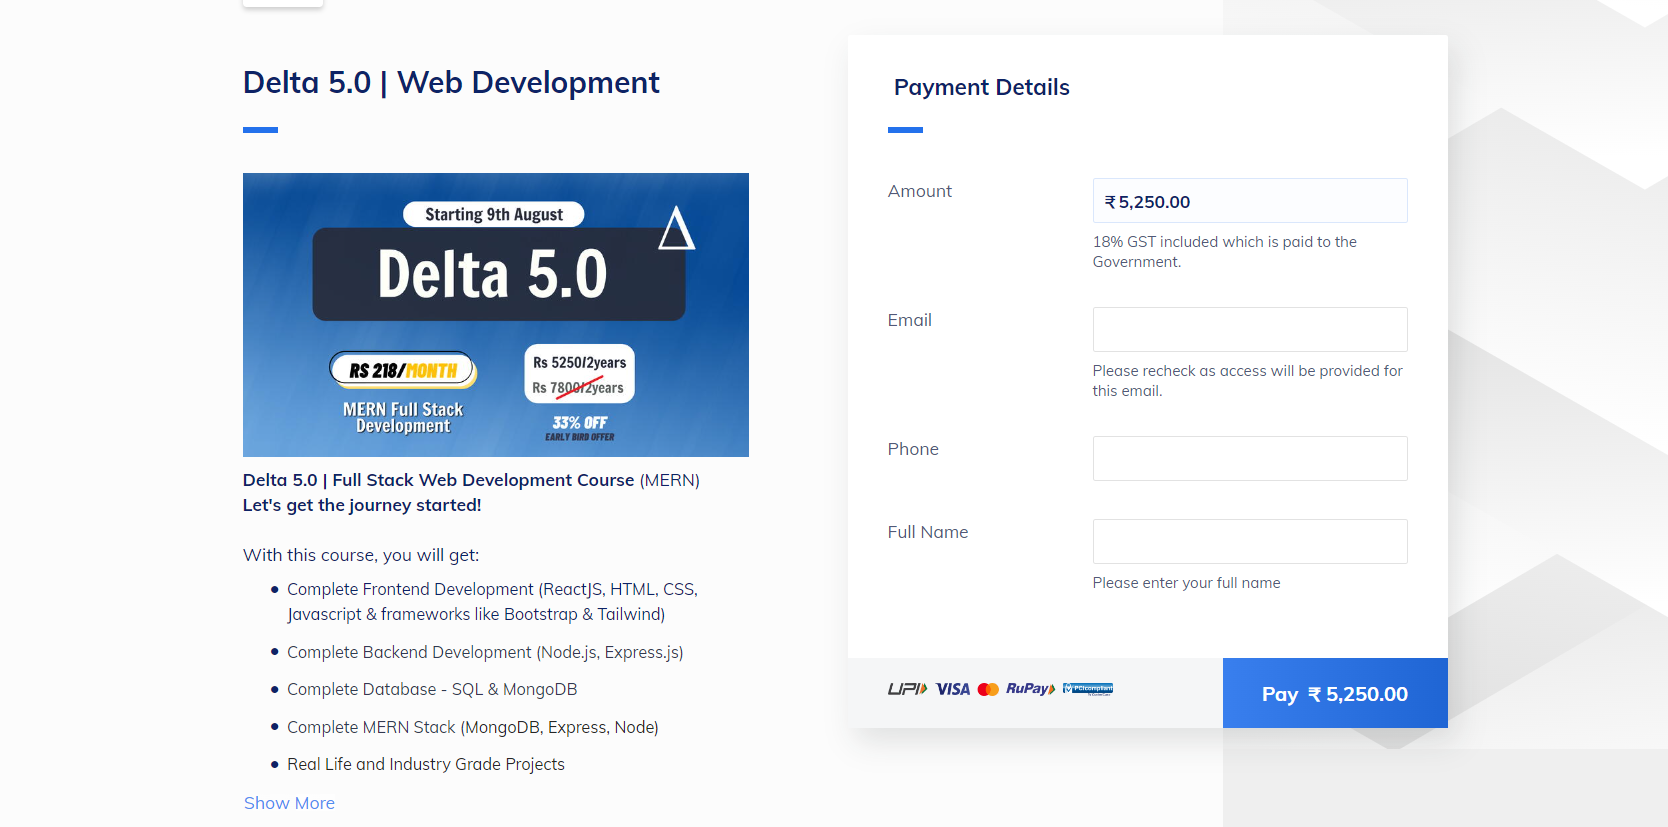 Delta 5.0 | Web Development
Starting 9th August
Delta 5.0
RS 218/MONTH
MERN Full Stack
Development
Rs 5250/2years
Rs 7800/2years
33% OFF
EARLY BIRD OFFER
Delta 5.0 | Full Stack Web Development Course (MERN)
Let's get the journey started!
With this course, you will get:
• Complete Frontend Development (ReactJS, HTML, CSS,
Javascript & frameworks like Bootstrap & Tailwind)
• Complete Backend Development (Node.js, Express.js)
• Complete Database - SQL & MongoDB
• Complete MERN Stack (MongoDB, Express, Node)
• Real Life and Industry Grade Projects
Show More
Payment Details
Amount
₹ 5,250.00
18% GST included which is paid to the
Government.
Email
Please recheck as access will be provided for
this email.
Phone
Full Name
Please enter your full name
UPI VISA RuPay PCI compliant
Pay ₹ 5,250.00